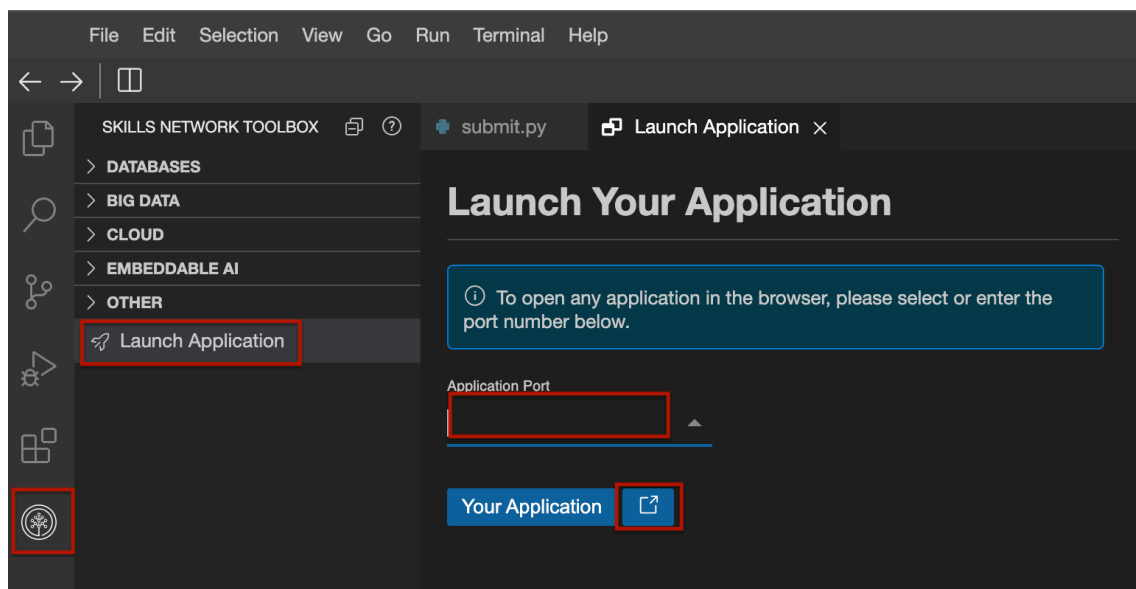 File Edit Selection View Go Run Terminal Help
SKILLS NETWORK TOOLBOX
submit.py
Launch Application
DATABASES
BIG DATA
CLOUD
EMBEDDABLE AI
OTHER
Launch Application
Launch Your Application
To open any application in the browser, please select or enter the
port number below.
Application Port
Your Application